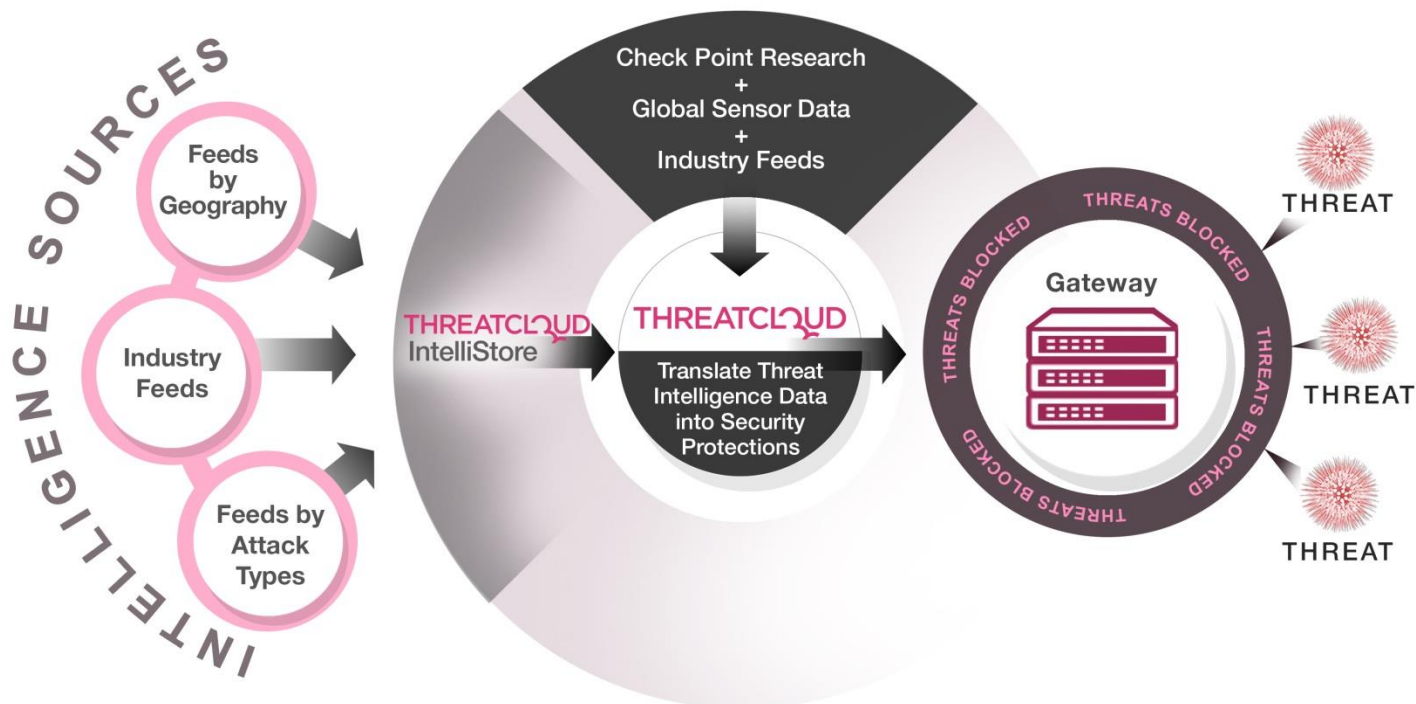 INTELLIGENCE SOURCES
Feeds
by
Geography
Industry
Feeds
Feeds by
Attack
Types
THREATCLOUD
IntelliStore
Check Point Research
+
Global Sensor Data
+
Industry Feeds
THREATCLOUD
Translate Threat
Intelligence Data
into Security
Protections
Gateway
THREATS BLOCKED
THREATS BLOCKED
THREATS BLOCKED
THREATS BLOCKED
THREATS BLOCKED
THREAT
THREAT
THREAT